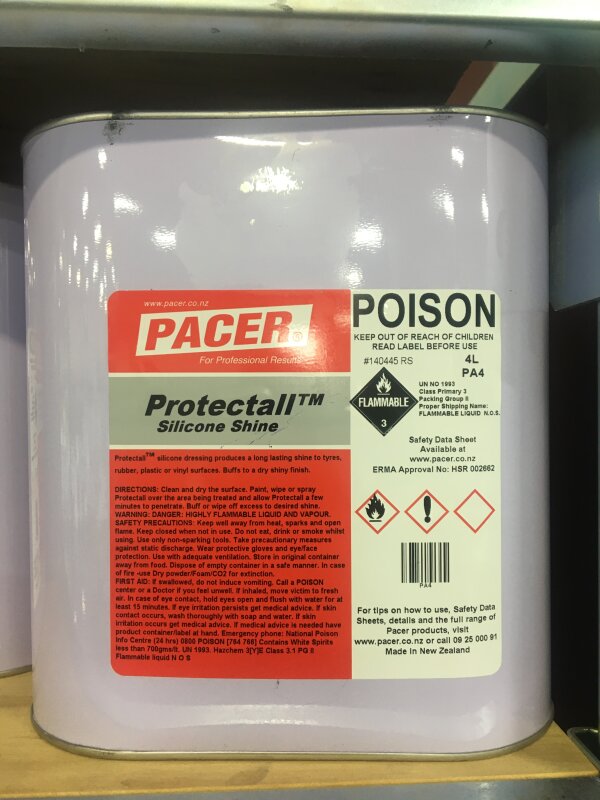 www.pacer.co.nz
PACER®
For Professional Results
Protectall™
Silicone Shine
Protectall™ silicone dressing produces a long lasting shine to tyres,
rubber, plastic or vinyl surfaces. Buffs to a dry shiny finish.
DIRECTIONS: Clean and dry the surface. Paint, wipe or spray
Protectall over the area being treated and allow Protectall a few
minutes to penetrate. Buff or wipe off excess to desired shine.
WARNING: DANGER: HIGHLY FLAMMABLE LIQUID AND VAPOUR.
SAFETY PRECAUTIONS: Keep well away from heat, sparks and open
flame. Keep closed when not in use. Do not eat, drink or smoke whilst
using. Use only non-sparking tools. Take precautionary measures
against static discharge. Wear protective gloves and eye/face
protection. Use with adequate ventilation. Store in original container
away from food. Dispose of empty container in a safe manner. In case
of fire -use Dry powder/Foam/CO2 for extinction.
FIRST AID: If swallowed, do not induce vomiting. Call a POISON
center or a Doctor if you feel unwell. If inhaled, move victim to fresh
air. In case of eye contact, hold eyes open and flush with water for at
least 15 minutes. If eye irritation persists get medical advice. If skin
contact occurs, wash thoroughly with soap and water. If skin
irritation occurs get medical advice. If medical advice is needed have
product container/label at hand. Emergency phone: National Poison
Info Centre (24 hr) 0800 POISON [764 766] Contains White Spirits
less than 700gms/lt. UN 1993. Hazchem 3[Y]E Class 3.1 PG II
Flammable liquid N O S
POISON
KEEP OUT OF REACH OF CHILDREN
READ LABEL BEFORE USE
#140445 RS 4L
PA4
FLAMMABLE
3
UN NO 1993
Class Primary 3
Packing Group II
Proper Shipping Name:
FLAMMABLE LIQUID N.O.S.
Safety Data Sheet
Available at
www.pacer.co.nz
ERMA Approval No: HSR 002662
PA4
For tips on how to use, Safety Data
Sheets, details and the full range of
Pacer products, visit
www.pacer.co.nz or call 09 25 000 91
Made in New Zealand